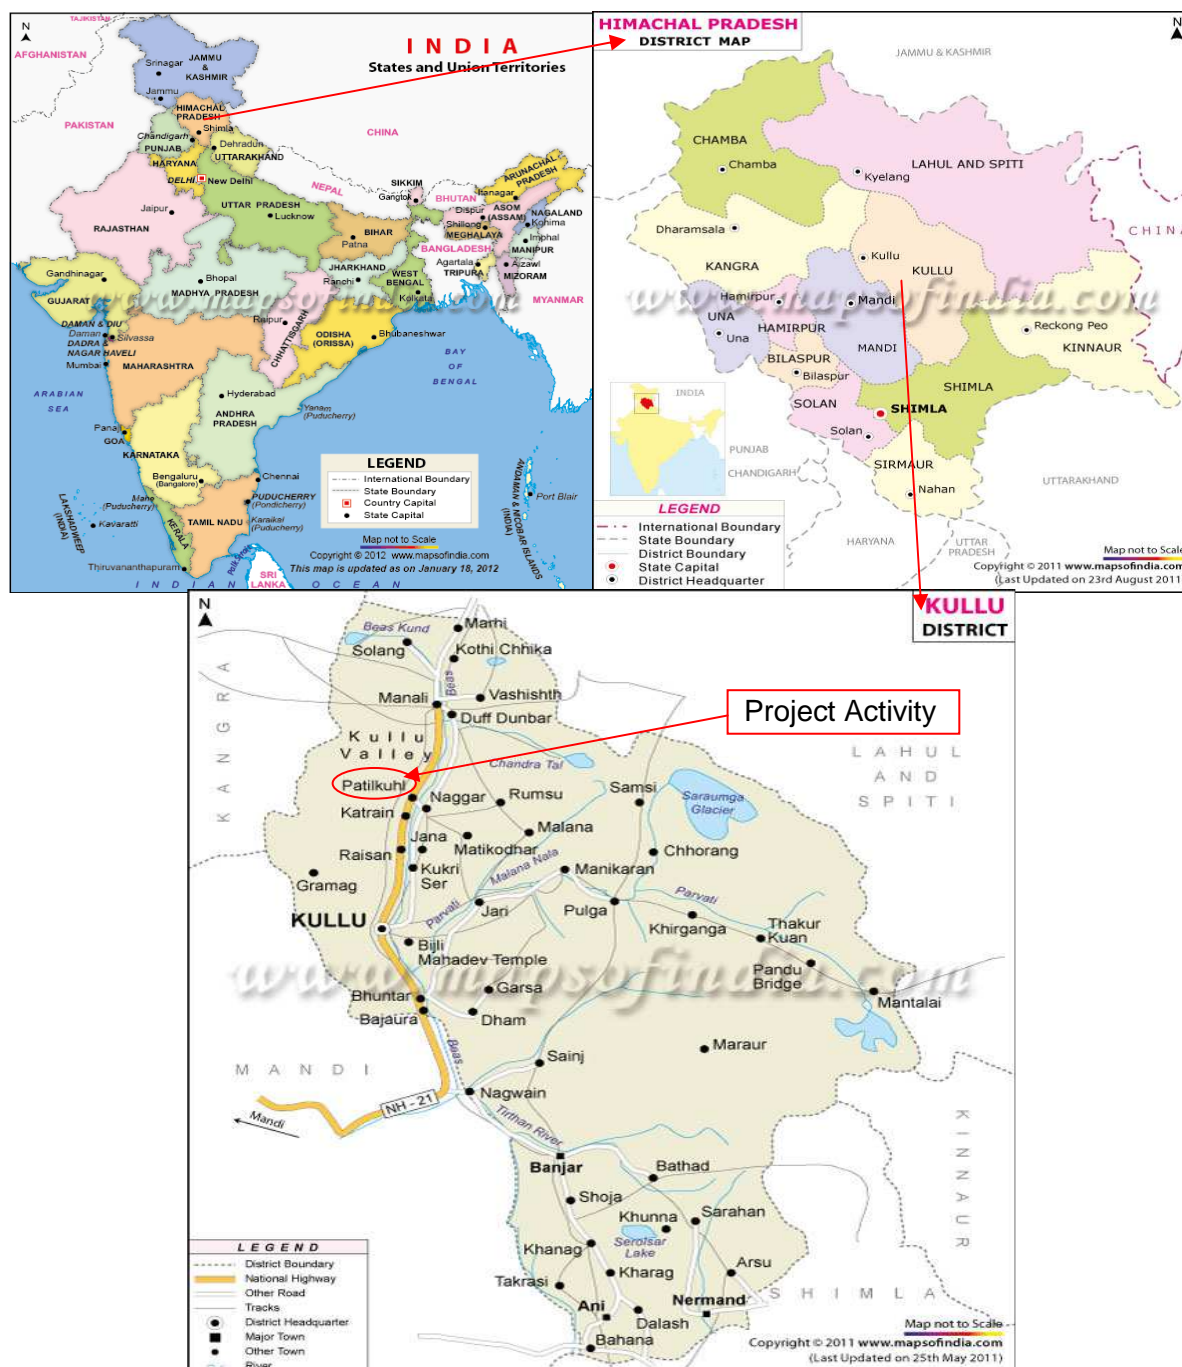 N
TAJIKISTAN
AFGHANISTAN
INDIA
States and Union Territories
Srinagar
JAMMU
&
KASHMIR
Jammu
HIMACHAL
PRADESH
PAKISTAN
Shimla
CHINA
Chandigarh
PUNJAB
Dehradun
UTTARAKHAND
HARYANA
DELHI
New Delhi
NEPAL
SIKKIM
Gangtok
BHUTAN
ARUNACHAL
PRADESH
Itanagar
Jaipur
UTTAR PRADESH
Lucknow
Dispur
ASOM
(ASSAM)
NAGALAND
Kohima
RAJASTHAN
BIHAR
Patna
Shillong
MEGHALAYA
Imphal
MANIPUR
BANGLADESH
Agartala
TRIPURA
Aizawl
MIZORAM
Gandhinagar
Bhopal
MADHYA PRADESH
JHARKHAND
Ranchi
WEST
BENGAL
Kolkata
MYANMAR
GUJARAT
www.mapsofindia.com
DAMAN & DIU
Daman
Silvassa
DADRA &
NAGAR HAVELI
Mumbai
Raipur
CHHATTISGARH
ODISHA
(ORISSA)
Bhubaneshwar
MAHARASHTRA
BAY
OF
BENGAL
ARABIAN
SEA
Hyderabad
ANDHRA
PRADESH
Yanam
(Puducherry)
Panaji
GOA
KARNATAKA
Bengaluru
(Bangalore)
Chennai
Mahe
(Puducherry)
PUDUCHERRY
(Pondicherry)
LAKSHADWEEP
(INDIA)
Kavaratti
KERALA
TAMIL NADU
Karaikal
(Puducherry)
Thiruvananthapuram
Palk Strait
SRI
LANKA
INDIAN OCEAN
ANDAMAN & NICOBAR ISLANDS
(INDIA)
Port Blair
LEGEND
International Boundary
State Boundary
Country Capital
State Capital
Map not to Scale
Copyright © 2012 www.mapsofindia.com
This map is updated as on January 18, 2012
HIMACHAL PRADESH
DISTRICT MAP
N
JAMMU & KASHMIR
CHAMBA
Chamba
LAHUL AND SPITI
Kyelang
Dharamsala
CHINA
KANGRA
Kullu
KULLU
www.mapsofindia.com
Hamirpur
Mandi
UNA
Una
HAMIRPUR
MANDI
Reckong Peo
KINNAUR
BILASPUR
Bilaspur
SHIMLA
SOLAN
SHIMLA
Solan
INDIA
PUNJAB
CHANDIGARH
SIRMAUR
Nahan
UTTARAKHAND
HARYANA
UTTAR
PRADESH
LEGEND
International Boundary
State Boundary
District Boundary
State Capital
District Headquarter
Map not to Scale
Copyright © 2011 www.mapsofindia.com
(Last Updated on 23rd August 2011)
N
KULLU
DISTRICT
Marhi
Beas Kund
Solang
Kothi Chhika
KANGRA
Manali
Beas
Vashishth
Duff Dunbar
Project Activity
Kullu
Valley
LAHUL
AND
SPITI
Chandra Tal
Patilkuhl
Naggar
Rumsu
Samsi
Saraumga
Glacier
Katrain
Jana
Malana
Raisan
Matikodhar
Chhorang
Kukri
Ser
Malana Nala
Manikaran
Gramag
Parvati
Jari
Pulga
Parvati
KULLU
Khirganga
Thakur
Kuan
Bijli
Mahadev Temple
www.mapsofindia.com
Pandu
Bridge
Garsa
Bhuntar
Mantalai
Bajaura
Dham
Beas
Maraur
Sainj
MANDI
Nagwain
NH - 21
Mandi
Tirthan River
KINNAUR
Banjar
Bathad
Shoja
Khunna
Sarahan
Serolsar
Lake
Khanag
Kharag
Arsu
Takrasi
SHIMLA
Ani
Nermand
Dalash
Bahana
LEGEND
District Boundary
National Highway
Other Road
Tracks
District Headquarter
Major Town
Other Town
River
Map not to Scale
Copyright © 2011 www.mapsofindia.com
(Last Updated on 25th May 2011)